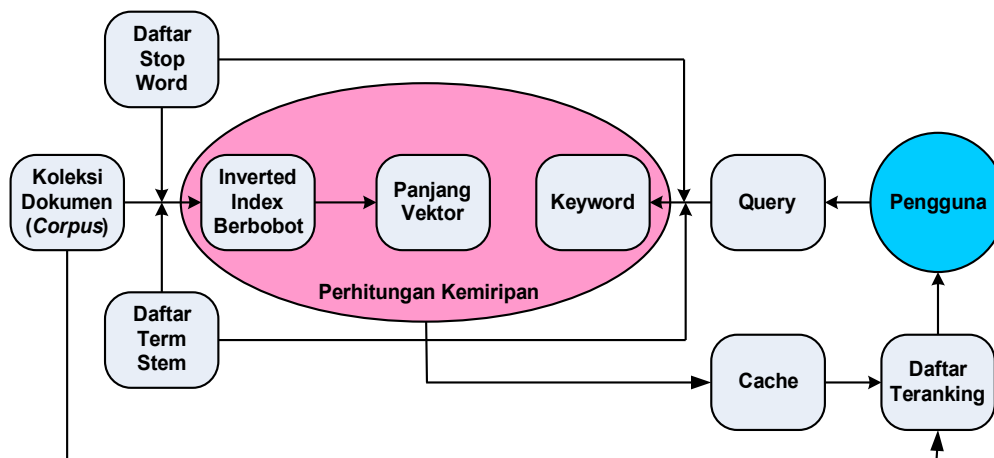 Daftar
Stop
Word
Koleksi
Dokumen
(Corpus)
Inverted
Index
Berbobot
Panjang
Vektor
Keyword
Query
Pengguna
Perhitungan Kemiripan
Daftar
Term
Stem
Cache
Daftar
Teranking